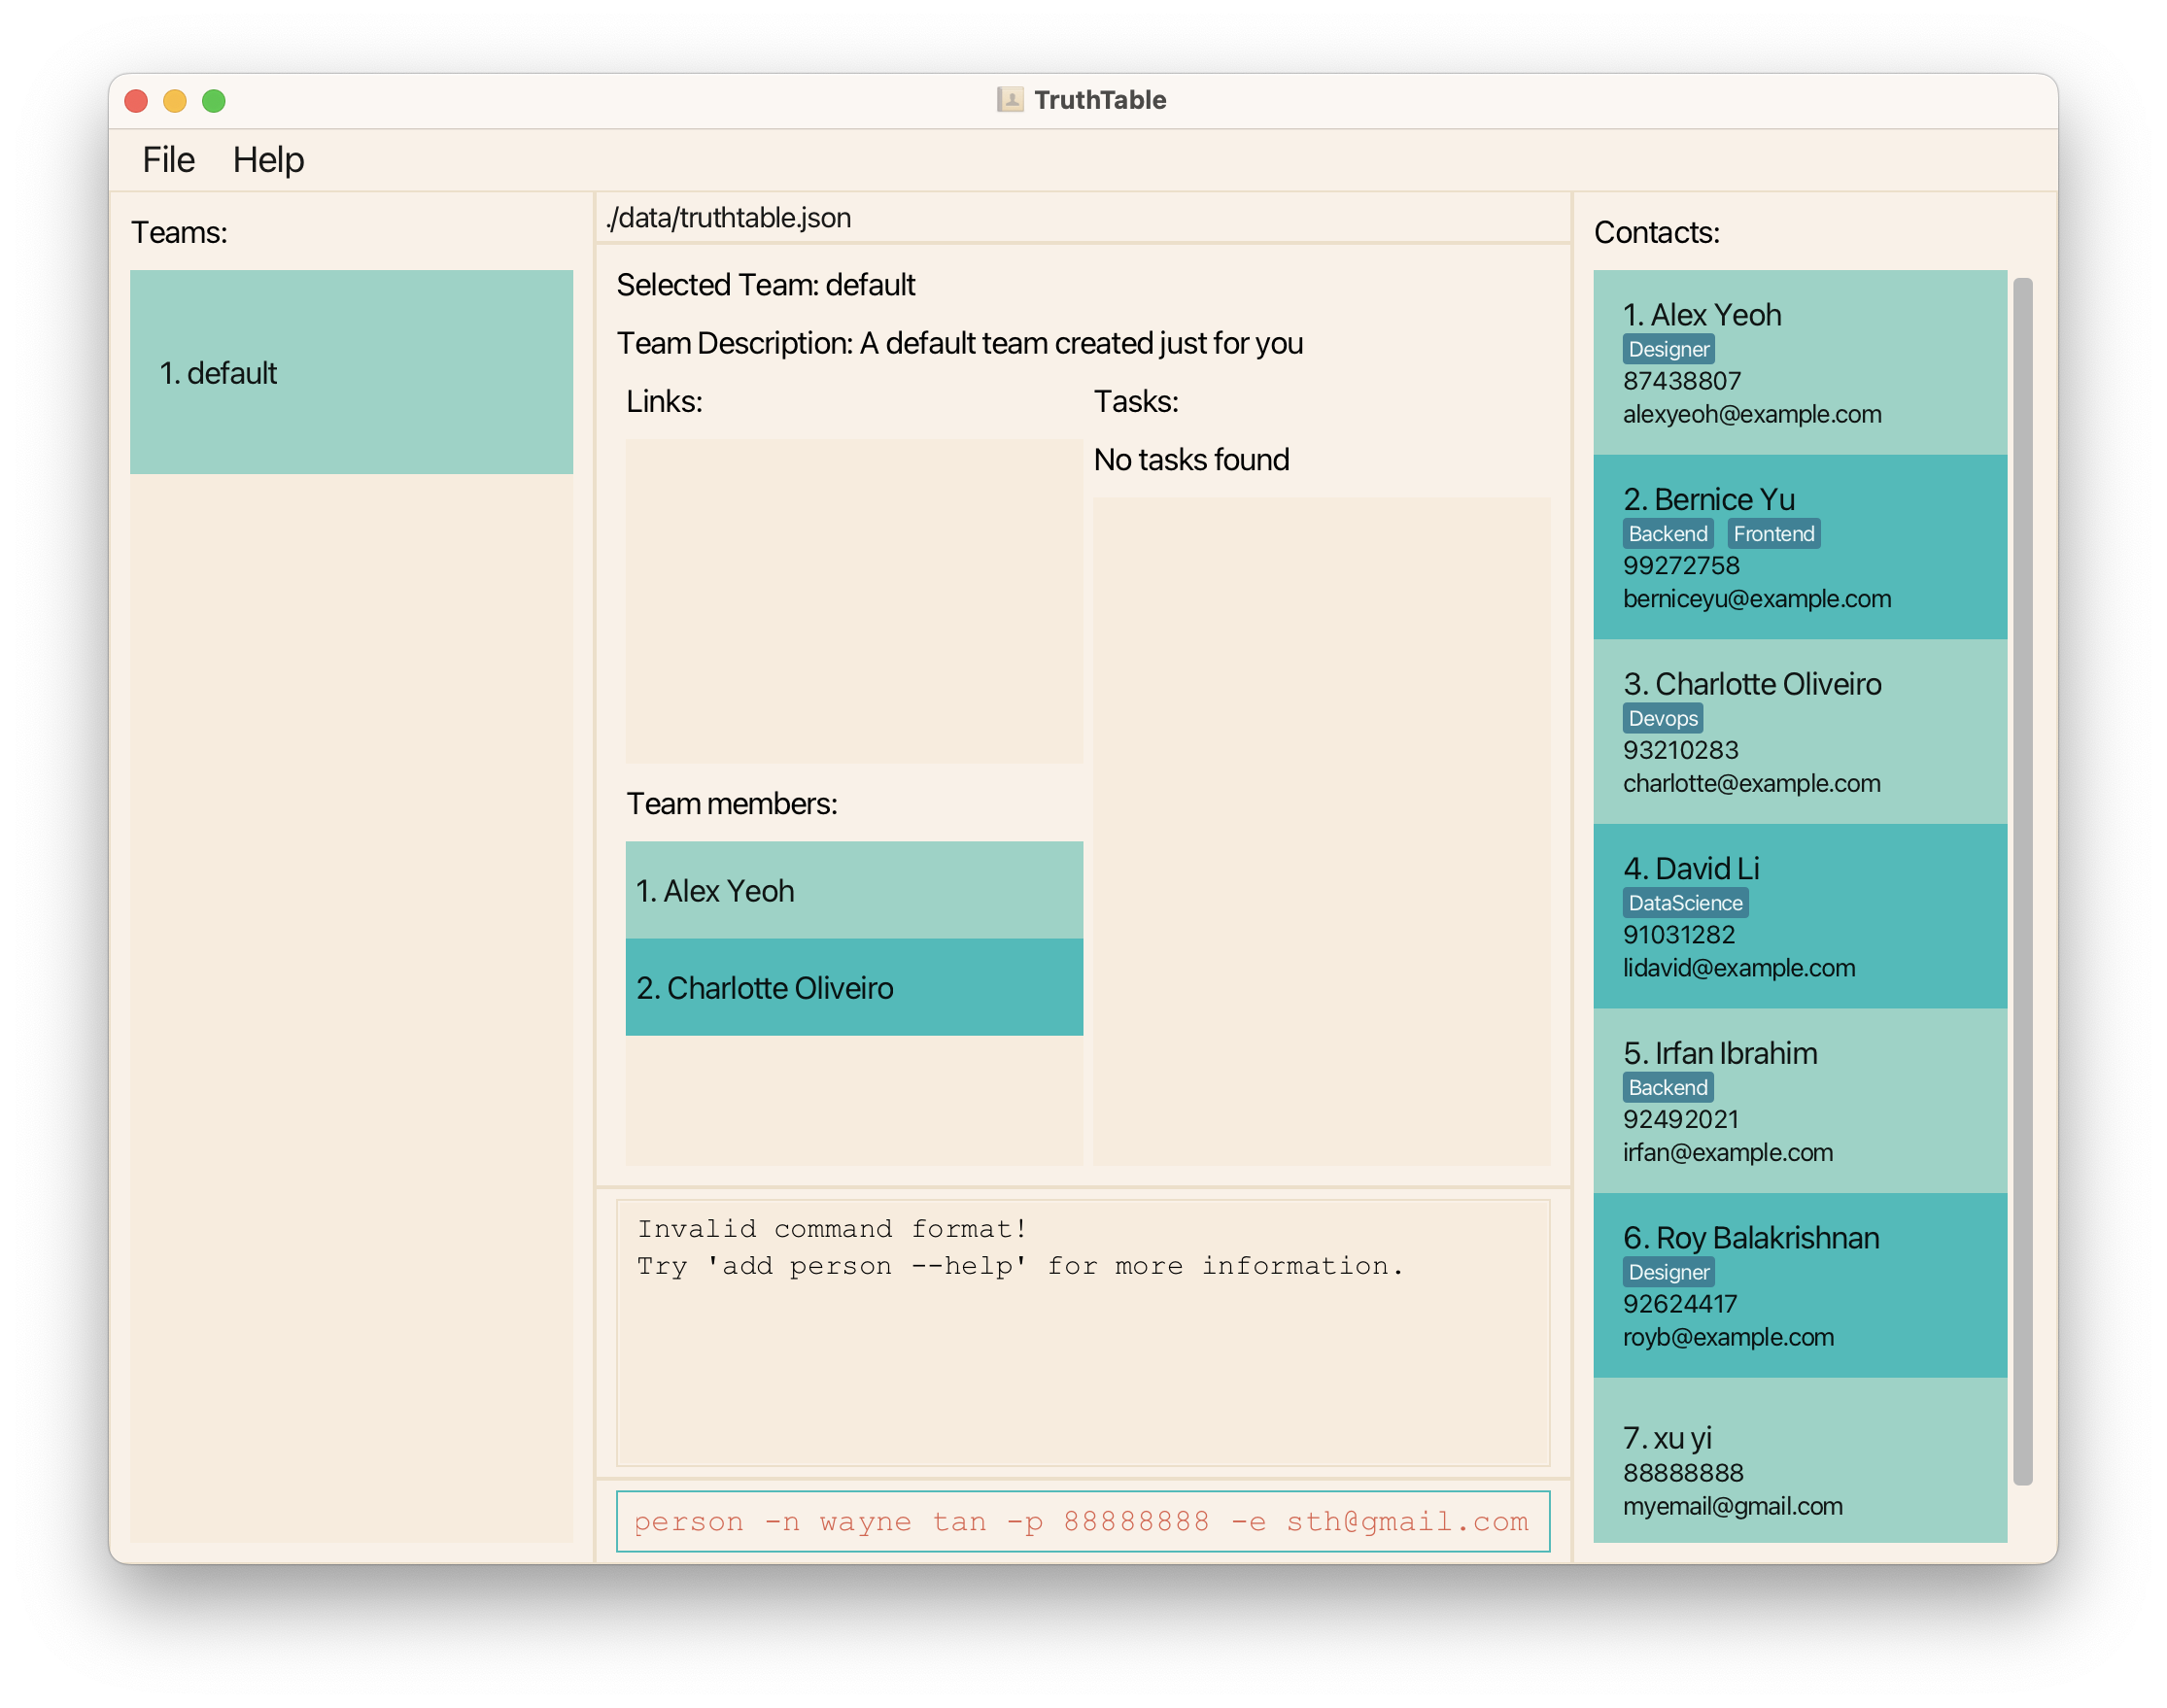 TruthTable
File Help
Teams:
1. default
./data/truthtable.json
Selected Team: default
Team Description: A default team created just for you
Links:
Tasks:
No tasks found
Team members:
1. Alex Yeoh
2. Charlotte Oliveiro
Invalid command format!
Try 'add person --help' for more information.
person -n wayne tan -p 88888888 -e sth@gmail.com
Contacts:
1. Alex Yeoh
Designer
87438807
alexyeoh@example.com
2. Bernice Yu
Backend Frontend
99272758
berniceyu@example.com
3. Charlotte Oliveiro
Devops
93210283
charlotte@example.com
4. David Li
DataScience
91031282
lidavid@example.com
5. Irfan Ibrahim
Backend
92492021
irfan@example.com
6. Roy Balakrishnan
Designer
92624417
royb@example.com
7. xu yi
88888888
myemail@gmail.com